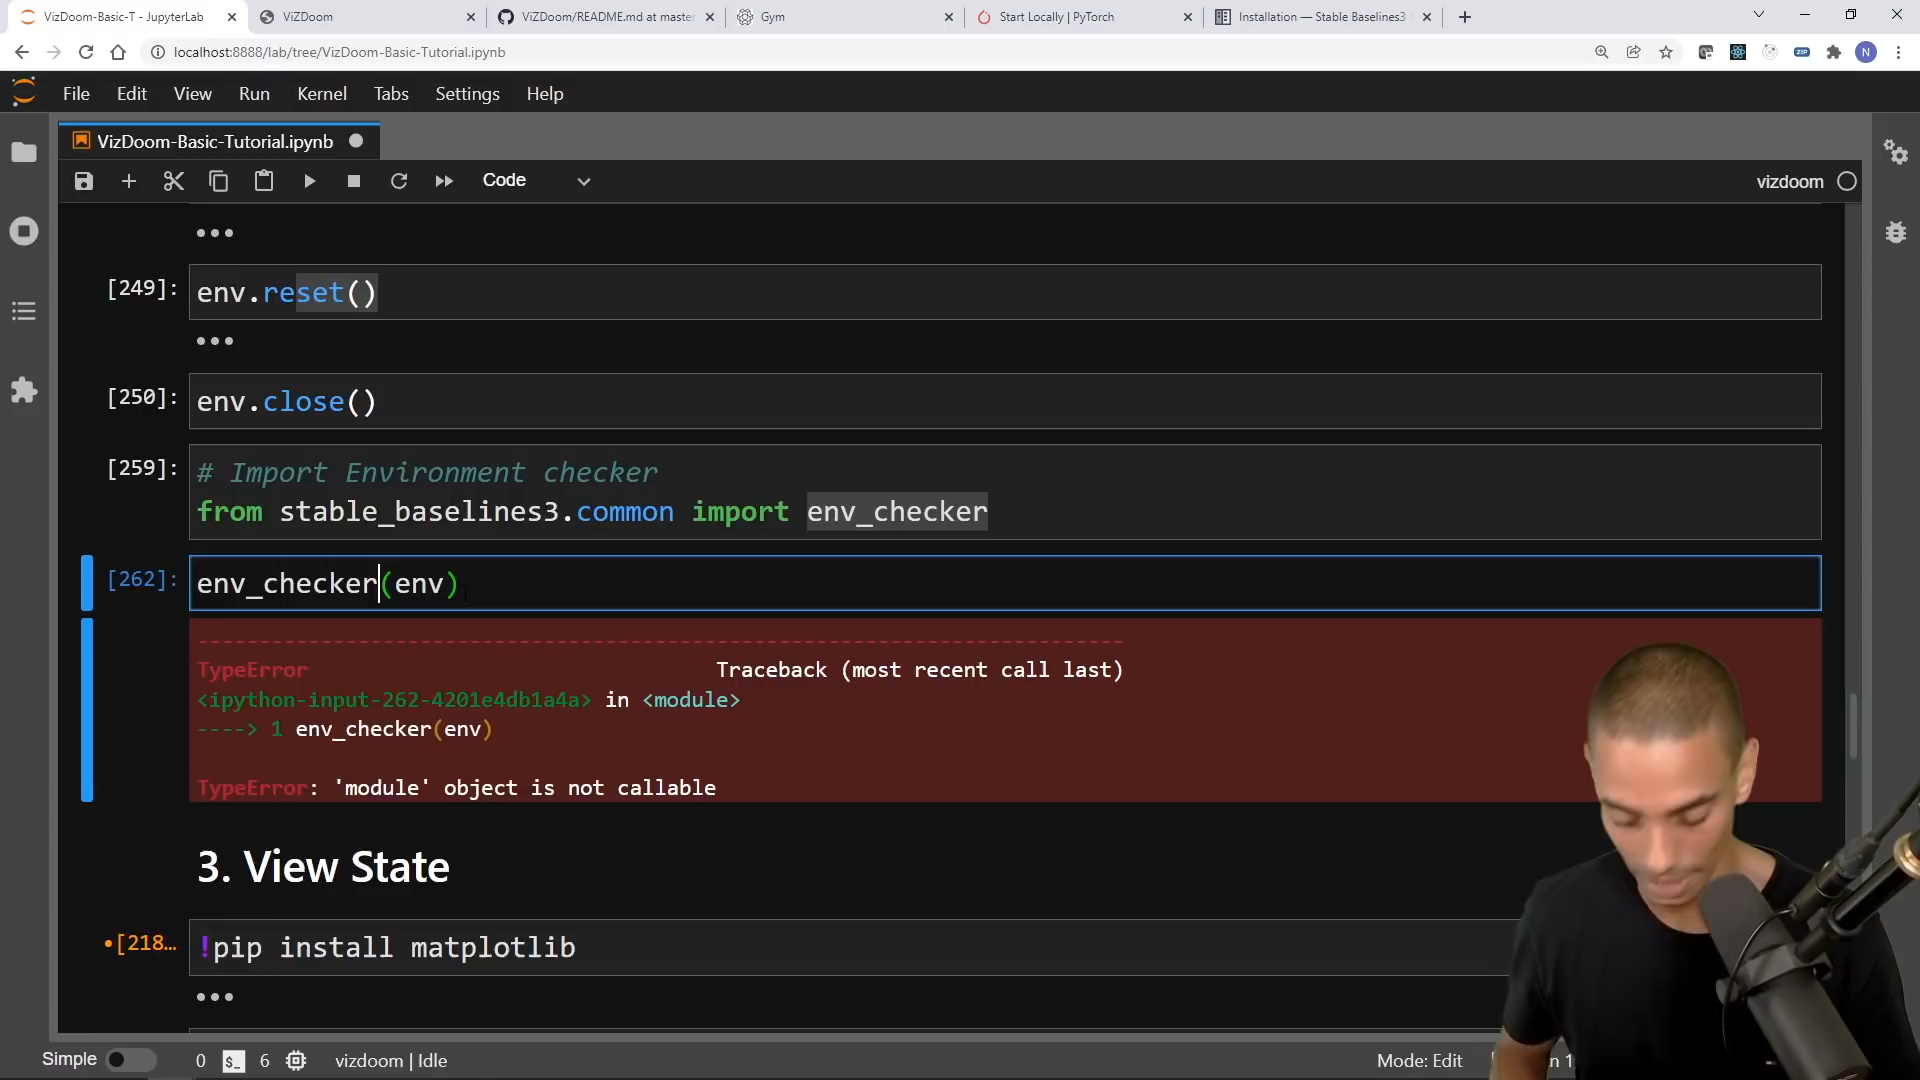 VizDoom-Basic-T - JupyterLab
ViZDoom
ViZDoom/README.md at master
Gym
Start Locally | PyTorch
Installation — Stable Baselines3
localhost:8888/lab/tree/VizDoom-Basic-Tutorial.ipynb
ZIP
N
File Edit View Run Kernel Tabs Settings Help
VizDoom-Basic-Tutorial.ipynb
Code
vizdoom
[249]: env.reset()
[250]: env.close()
[259]: # Import Environment checker
from stable_baselines3.common import env_checker
[262]: env_checker(env)
---------------------------------------------------------------------------
TypeError Traceback (most recent call last)
<ipython-input-262-4201e4db1a4a> in <module>
----> 1 env_checker(env)
TypeError: 'module' object is not callable
3. View State
•[218… !pip install matplotlib
Simple 0 $_ 6 vizdoom | Idle Mode: Edit